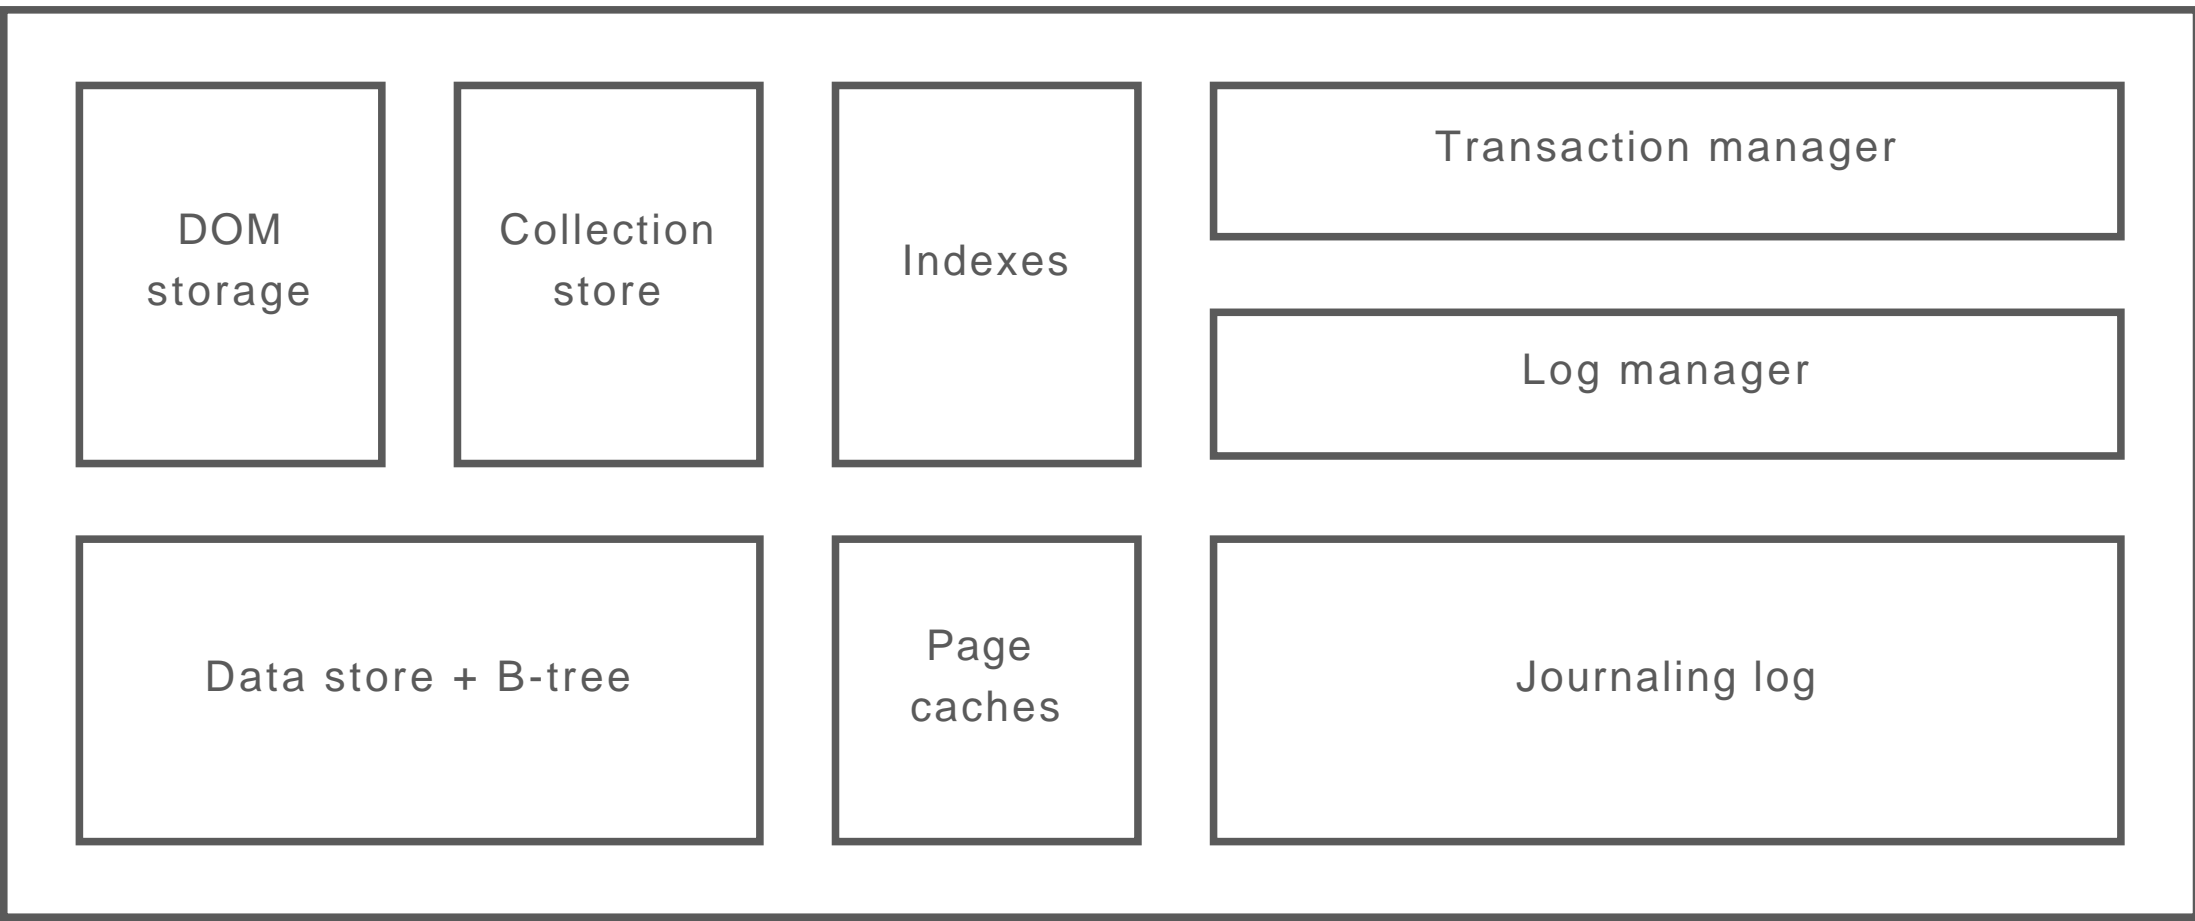 DOM
storage
Collection
store
Indexes
Transaction manager
Log manager
Data store + B-tree
Page
caches
Journaling log